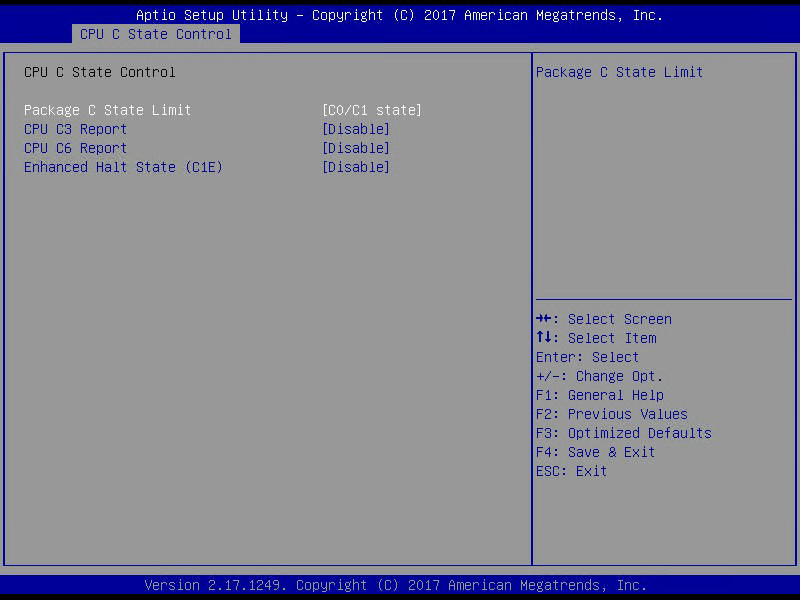 Aptio Setup Utility – Copyright (C) 2017 American Megatrends, Inc.
CPU C State Control
CPU C State Control
Package C State Limit [C0/C1 state]
CPU C3 Report [Disable]
CPU C6 Report [Disable]
Enhanced Halt State (C1E) [Disable]
Package C State Limit
→←: Select Screen
↑↓: Select Item
Enter: Select
+/–: Change Opt.
F1: General Help
F2: Previous Values
F3: Optimized Defaults
F4: Save & Exit
ESC: Exit
Version 2.17.1249. Copyright (C) 2017 American Megatrends, Inc.